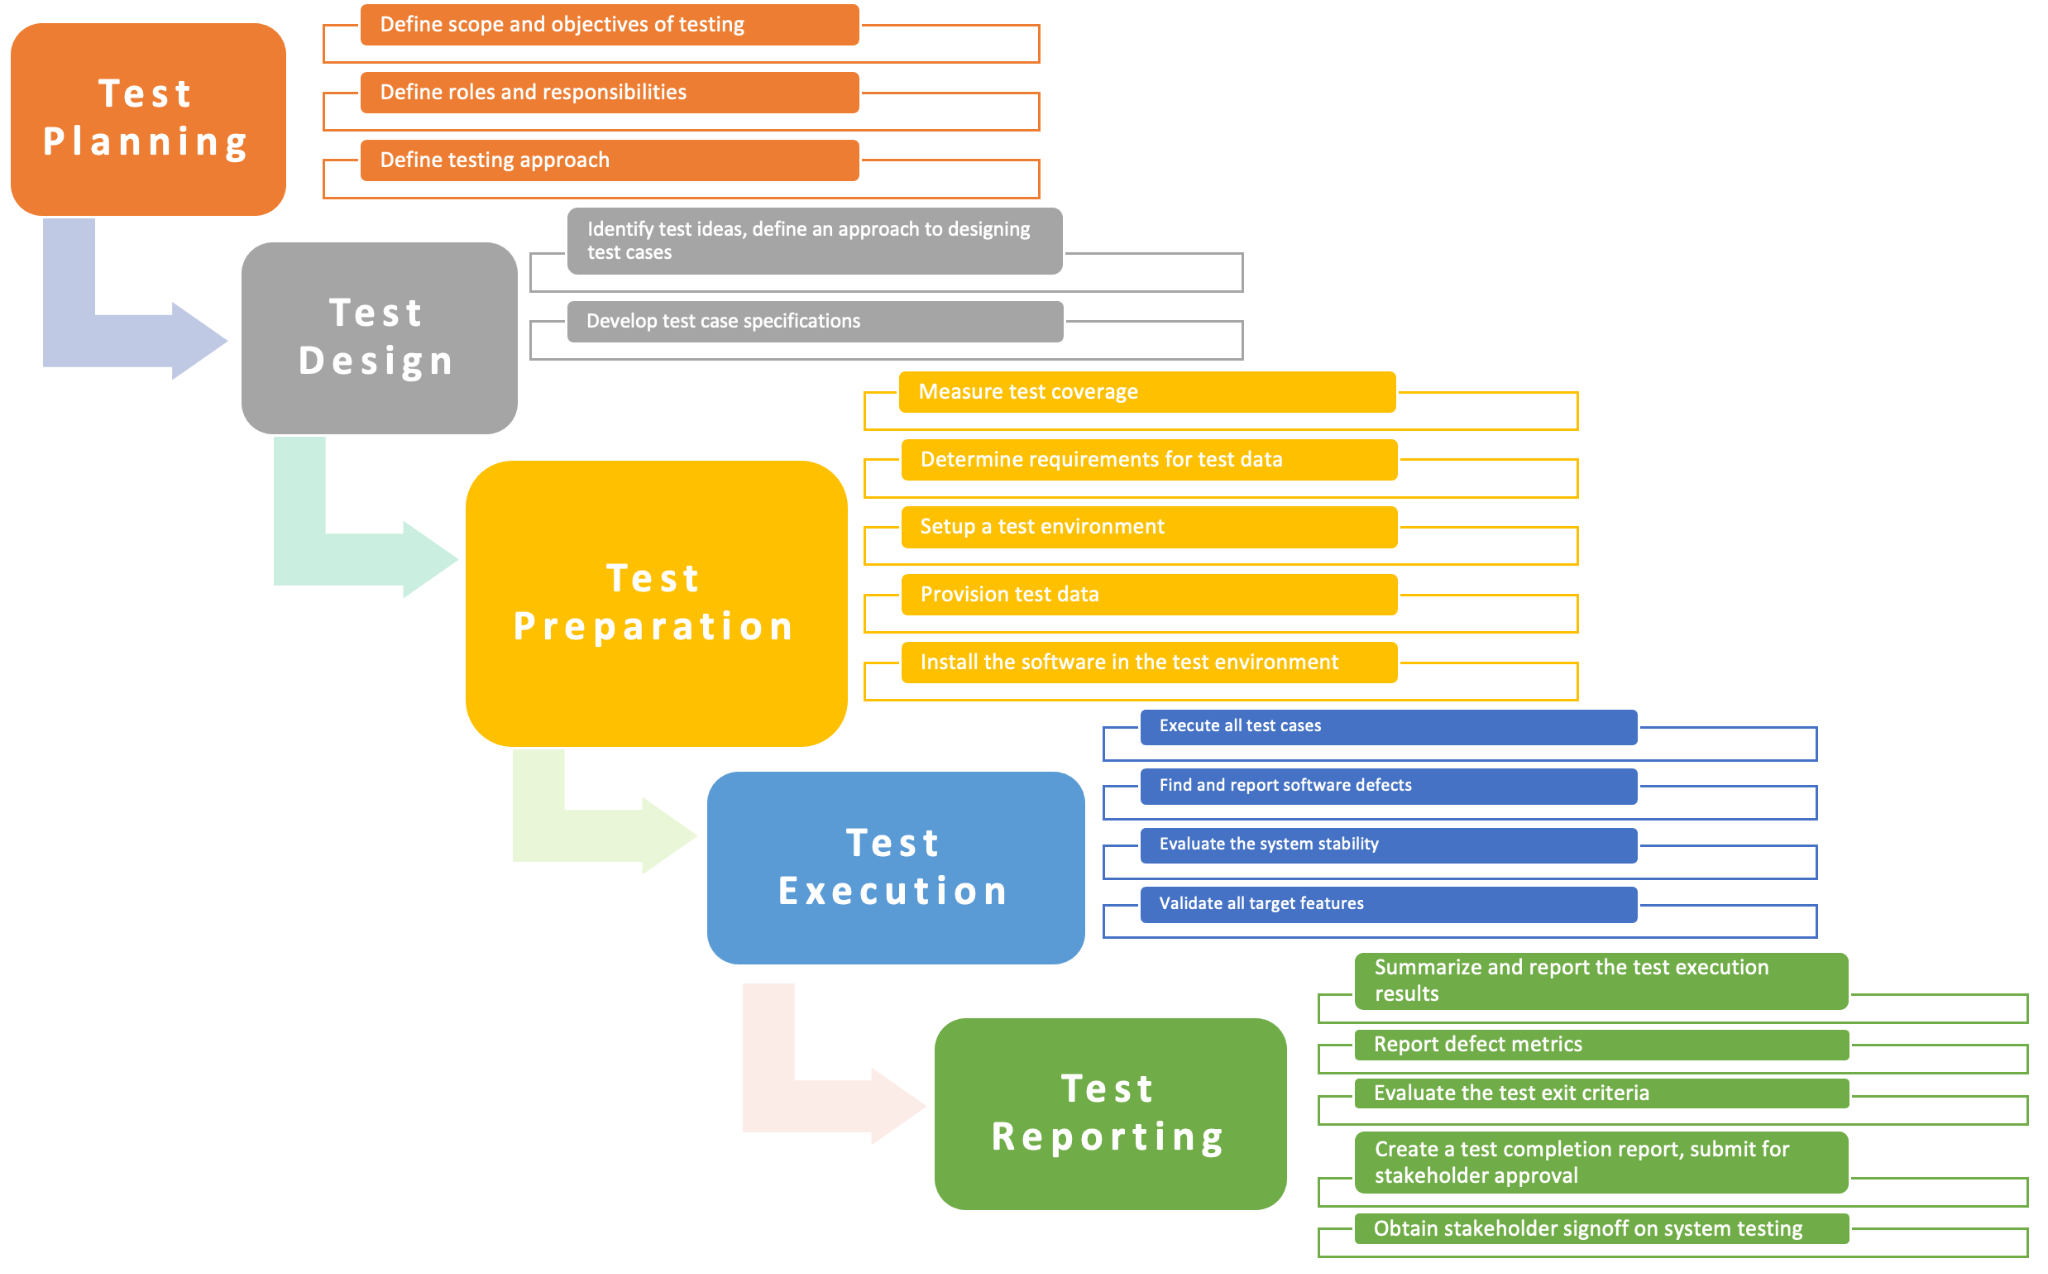 Test
Planning
Define scope and objectives of testing
Define roles and responsibilities
Define testing approach
Test
Design
Identify test ideas, define an approach to designing
test cases
Develop test case specifications
Test
Preparation
Measure test coverage
Determine requirements for test data
Setup a test environment
Provision test data
Install the software in the test environment
Test
Execution
Execute all test cases
Find and report software defects
Evaluate the system stability
Validate all target features
Test
Reporting
Summarize and report the test execution
results
Report defect metrics
Evaluate the test exit criteria
Create a test completion report, submit for
stakeholder approval
Obtain stakeholder signoff on system testing